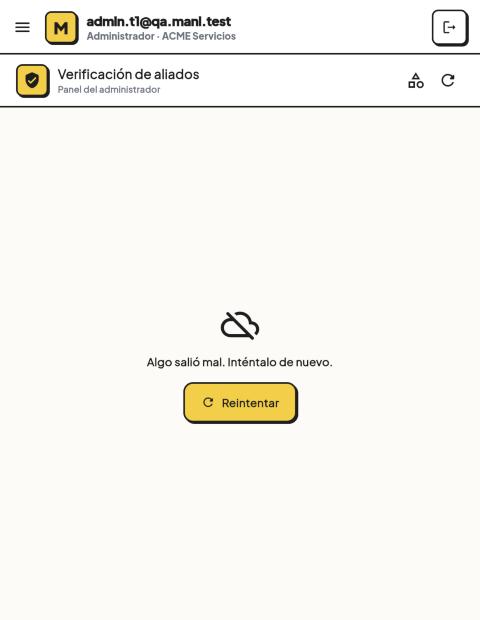 M
admin.t1@qa.mani.test
Administrador · ACME Servicios
Verificación de aliados
Panel del administrador
Algo salió mal. Inténtalo de nuevo.
Reintentar